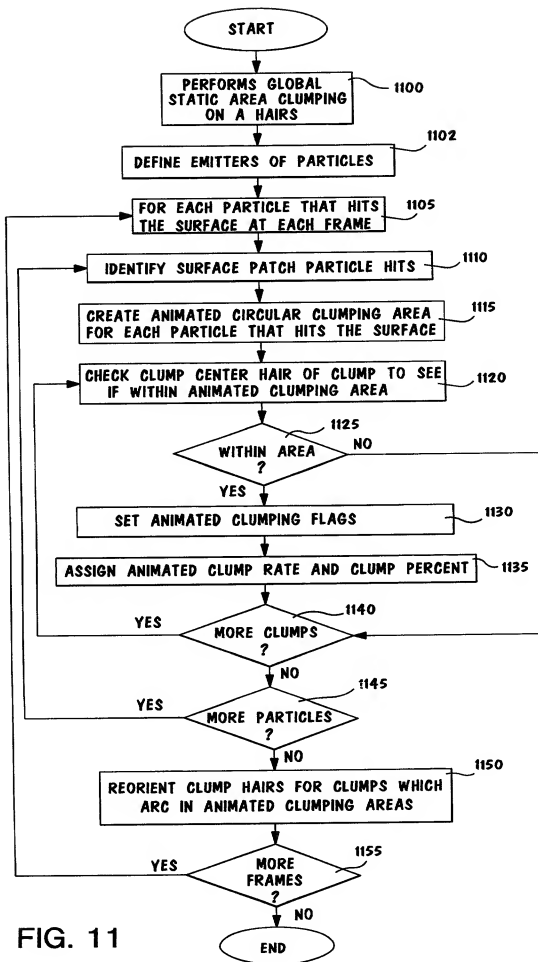 START
PERFORMS GLOBAL
STATIC AREA CLUMPING
ON A HAIRS
1100
DEFINE EMITTERS OF PARTICLES
1102
FOR EACH PARTICLE THAT HITS
THE SURFACE AT EACH FRAME
1105
IDENTIFY SURFACE PATCH PARTICLE HITS
1110
CREATE ANIMATED CIRCULAR CLUMPING AREA
FOR EACH PARTICLE THAT HITS THE SURFACE
1115
CHECK CLUMP CENTER HAIR OF CLUMP TO SEE
IF WITHIN ANIMATED CLUMPING AREA
1120
WITHIN AREA
?
1125
NO
YES
SET ANIMATED CLUMPING FLAGS
1130
ASSIGN ANIMATED CLUMP RATE AND CLUMP PERCENT
1135
YES
MORE CLUMPS
?
1140
NO
YES
MORE PARTICLES
?
1145
NO
REORIENT CLUMP HAIRS FOR CLUMPS WHICH
ARC IN ANIMATED CLUMPING AREAS
1150
YES
MORE
FRAMES
?
1155
NO
END
FIG. 11